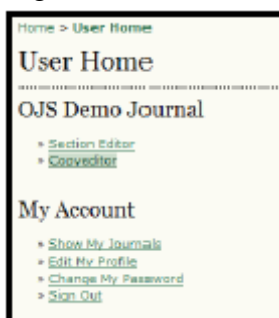 Home > User Home
User Home
OJS Demo Journal
» Section Editor
» Copyeditor
My Account
» Show My Journals
» Edit My Profile
» Change My Password
» Sign Out